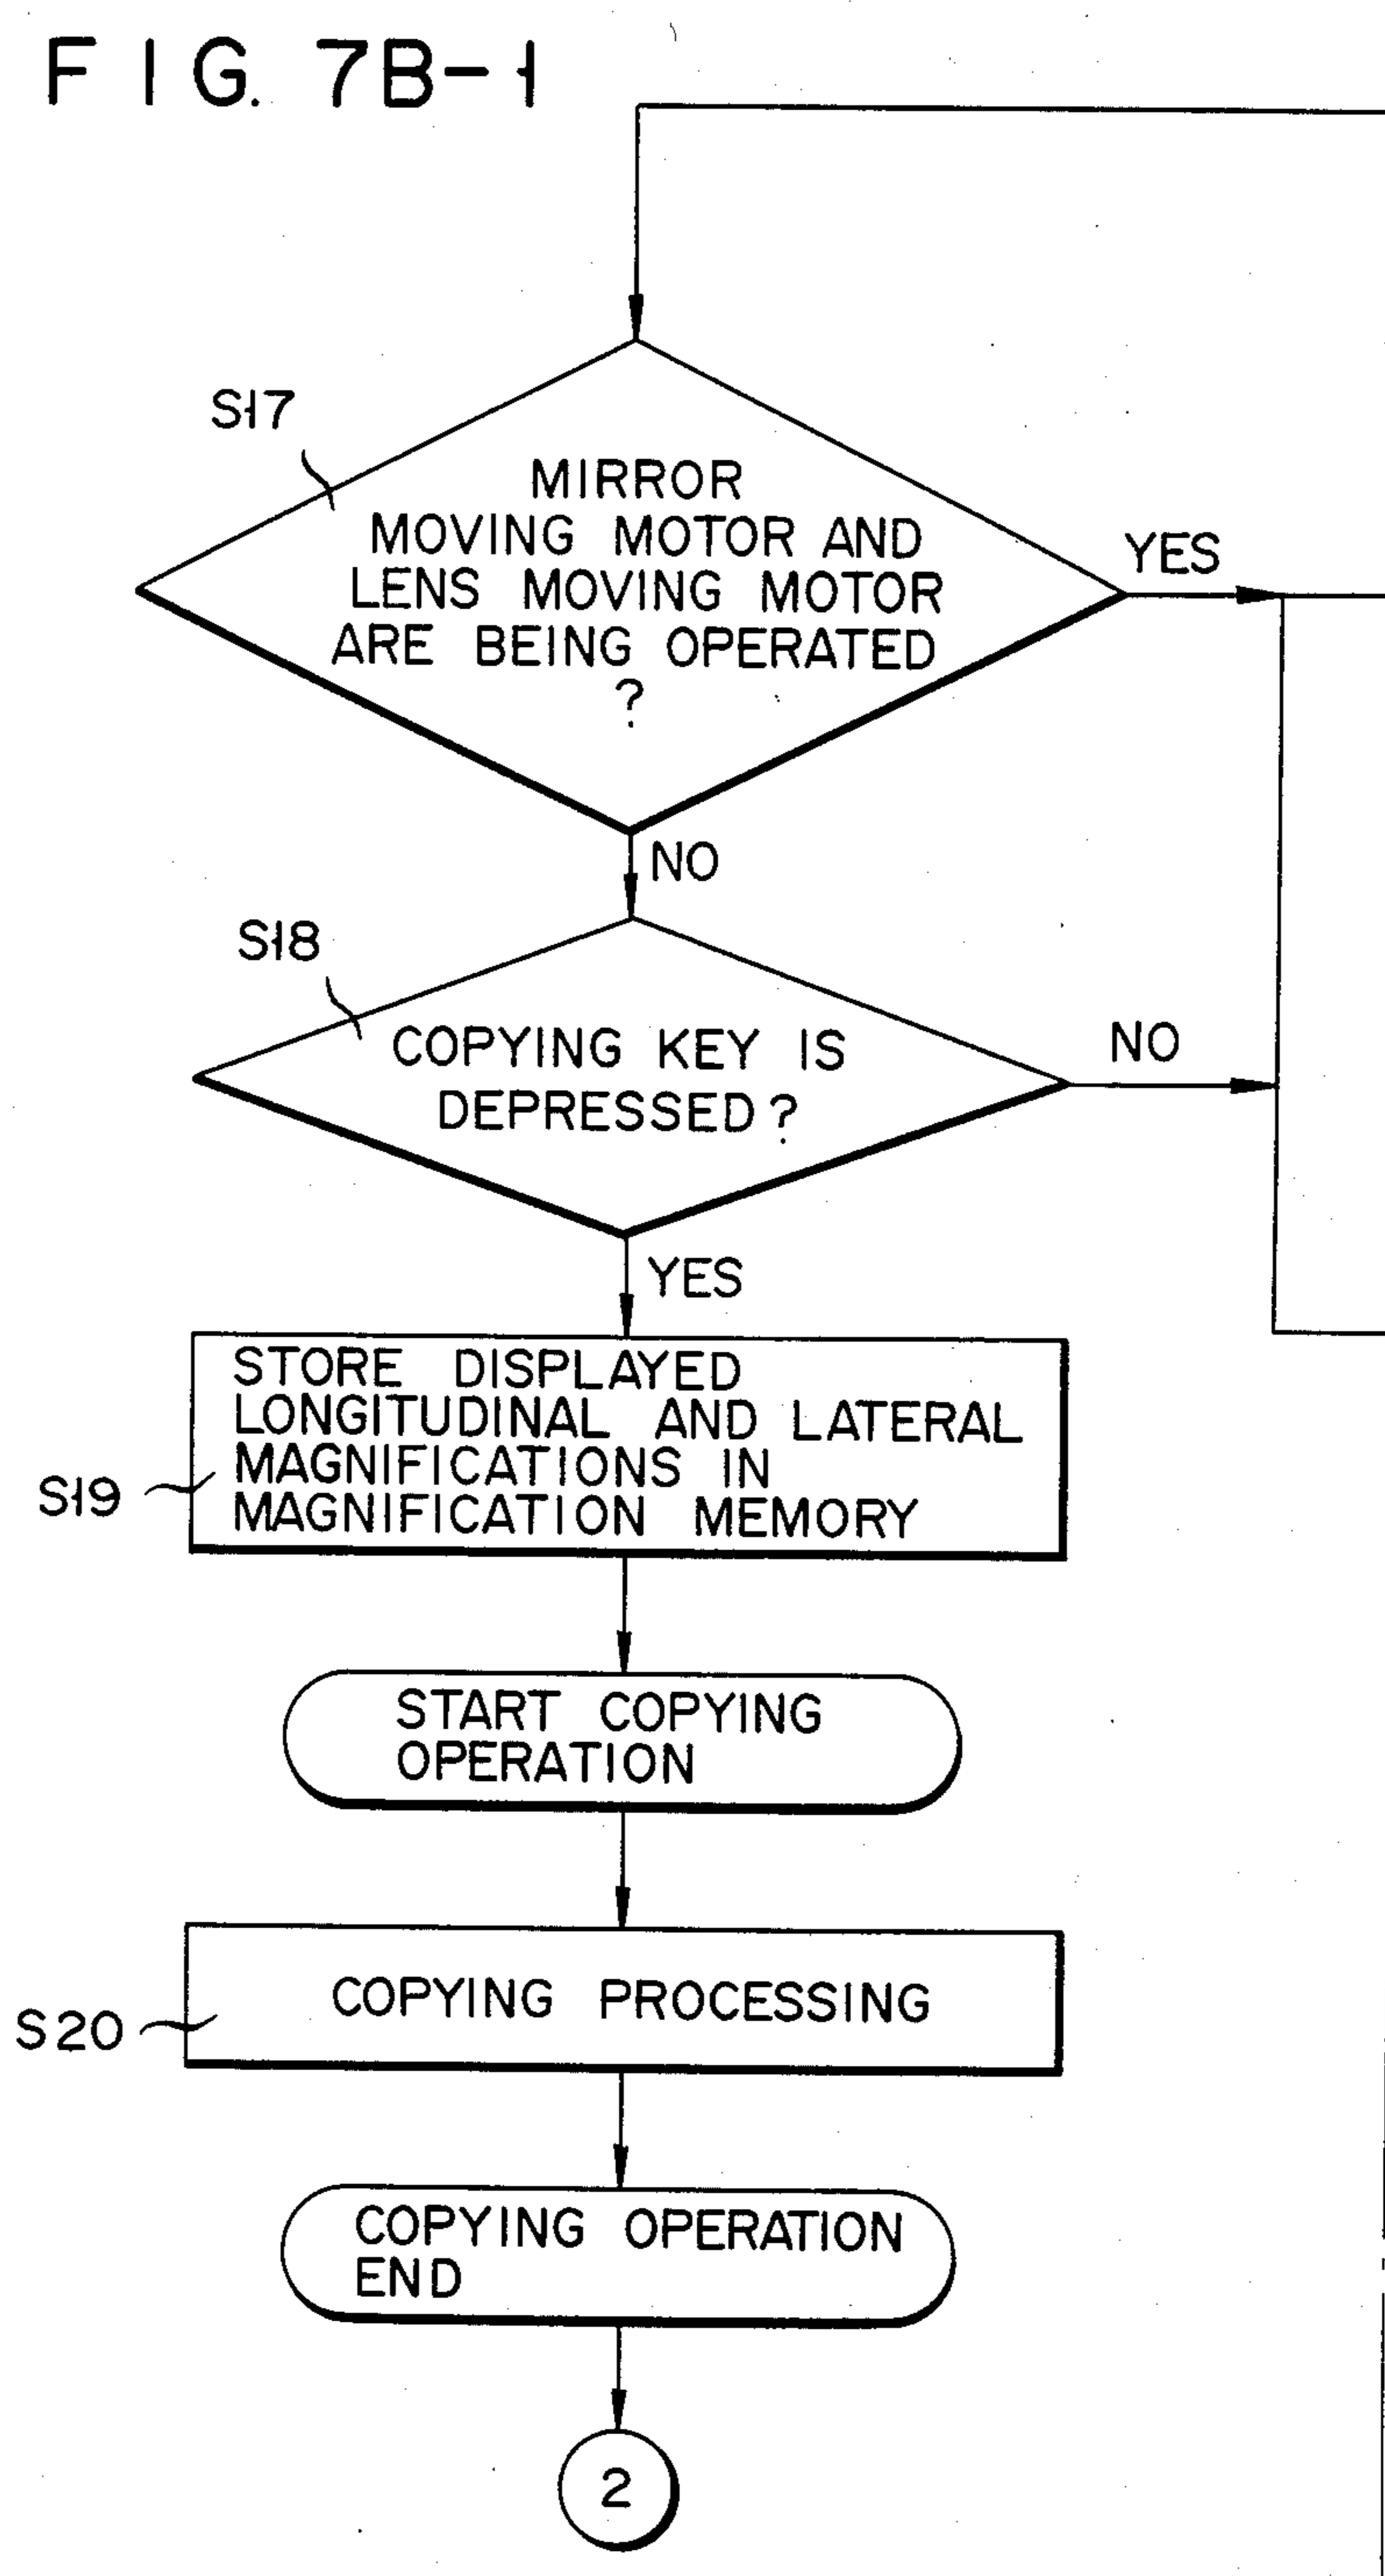 FIG. 7B-1
S17
MIRROR
MOVING MOTOR AND
LENS MOVING MOTOR
ARE BEING OPERATED
?
YES
NO
S18
COPYING KEY IS
DEPRESSED?
NO
YES
STORE DISPLAYED
LONGITUDINAL AND LATERAL
MAGNIFICATIONS IN
MAGNIFICATION MEMORY
S19
START COPYING
OPERATION
COPYING PROCESSING
S20
COPYING OPERATION
END
2